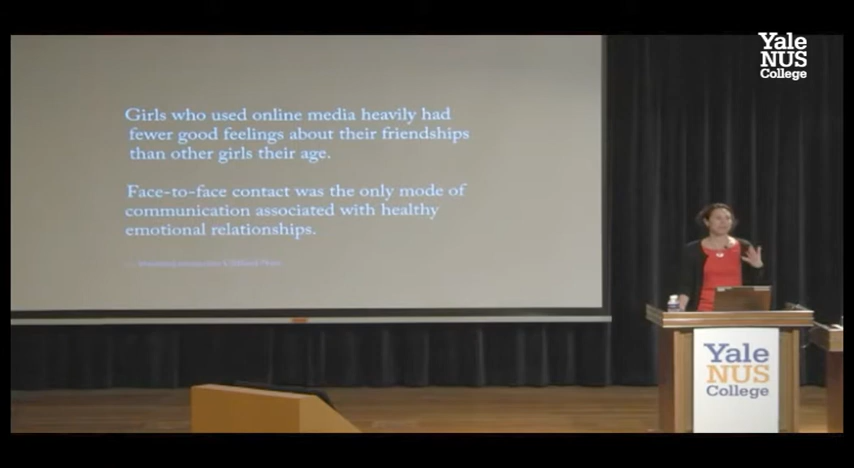 Yale
NUS
College
Girls who used online media heavily had
fewer good feelings about their friendships
than other girls their age.
Face-to-face contact was the only mode of
communication associated with healthy
emotional relationships.
Yale
NUS
College